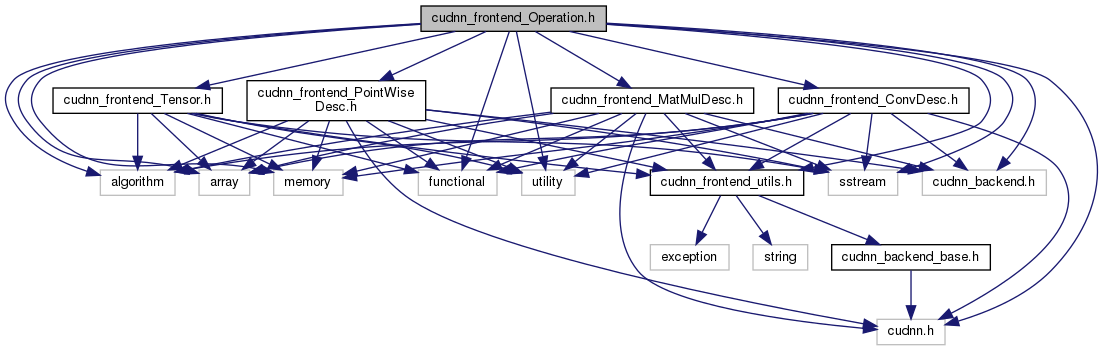 cudnn_frontend_Operation.h
cudnn_frontend_Tensor.h
cudnn_frontend_PointWise
Desc.h
cudnn_frontend_MatMulDesc.h
cudnn_frontend_ConvDesc.h
algorithm
array
memory
functional
utility
cudnn_frontend_utils.h
sstream
cudnn_backend.h
exception
string
cudnn_backend_base.h
cudnn.h